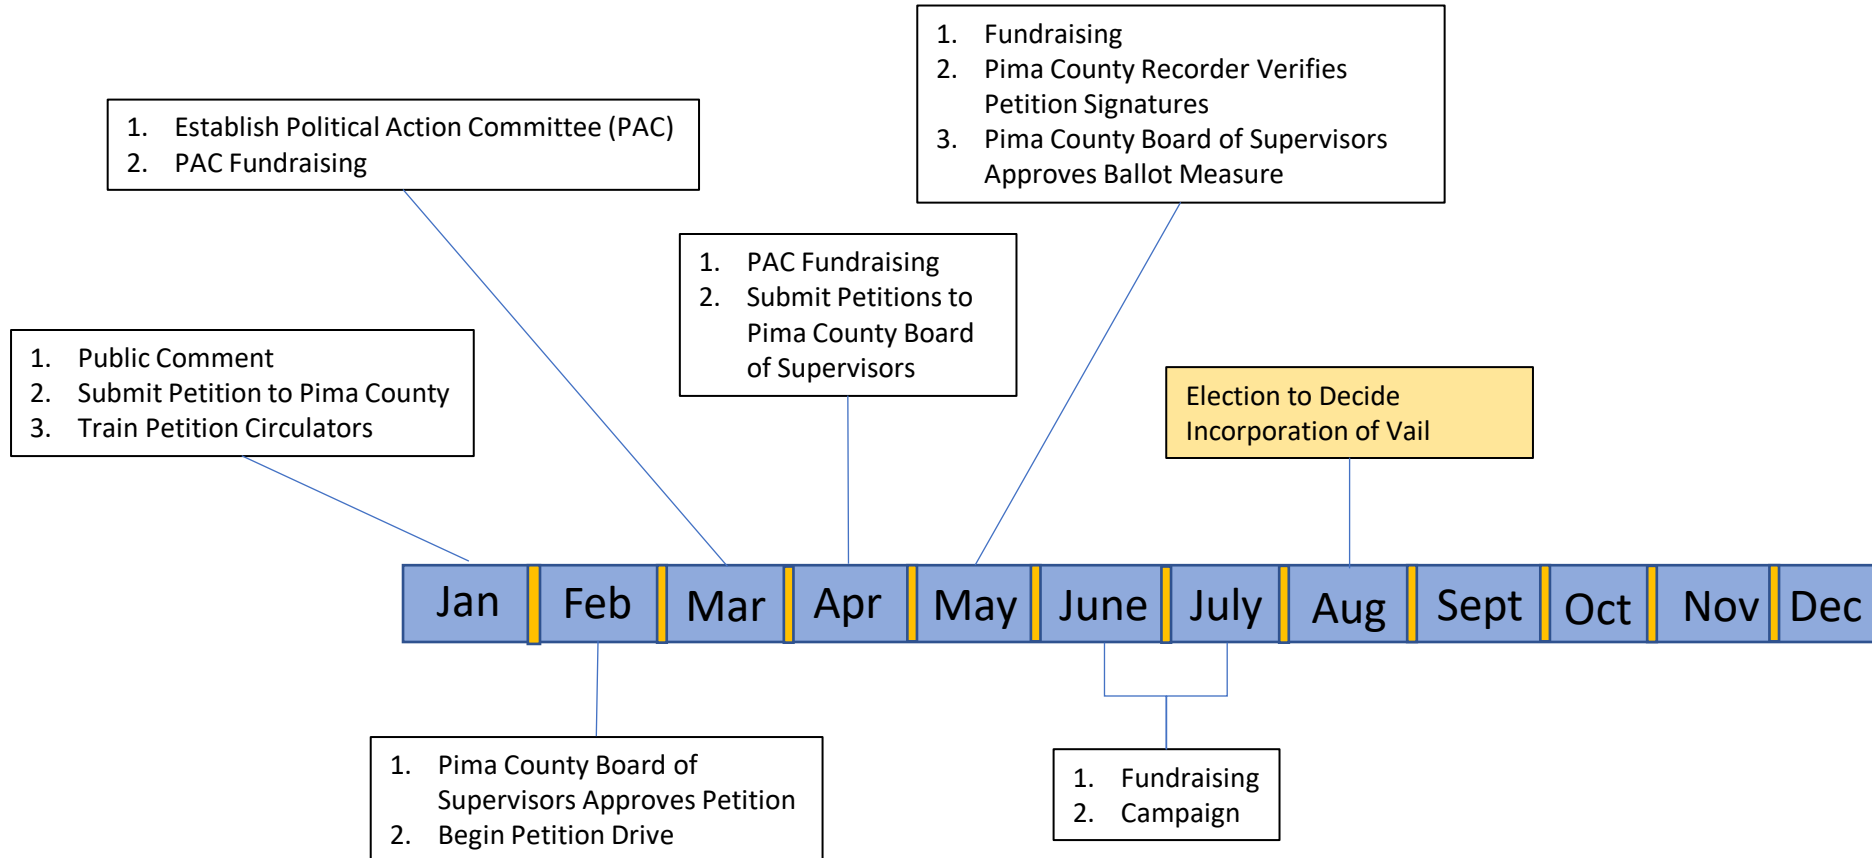 1. Fundraising
2. Pima County Recorder Verifies
Petition Signatures
3. Pima County Board of Supervisors
Approves Ballot Measure
1. Establish Political Action Committee (PAC)
2. PAC Fundraising
1. PAC Fundraising
2. Submit Petitions to
Pima County Board
of Supervisors
1. Public Comment
2. Submit Petition to Pima County
3. Train Petition Circulators
Election to Decide
Incorporation of Vail
Jan Feb Mar Apr May June July Aug Sept Oct Nov Dec
1. Pima County Board of
Supervisors Approves Petition
2. Begin Petition Drive
1. Fundraising
2. Campaign